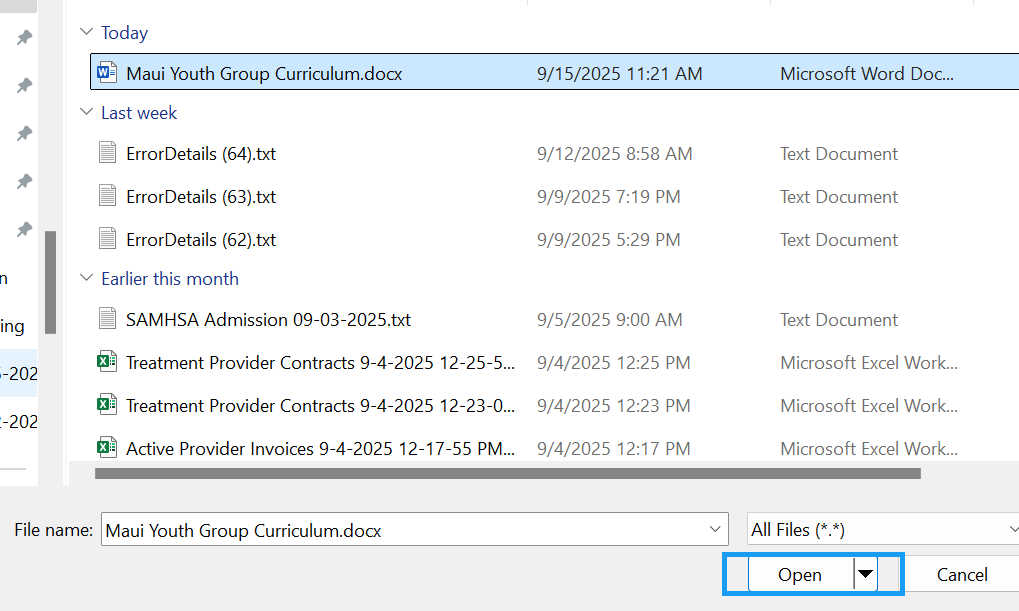 Today
Maui Youth Group Curriculum.docx 9/15/2025 11:21 AM Microsoft Word Doc...
Last week
ErrorDetails (64).txt 9/12/2025 8:58 AM Text Document
ErrorDetails (63).txt 9/9/2025 7:19 PM Text Document
ErrorDetails (62).txt 9/9/2025 5:29 PM Text Document
n
Earlier this month
ing
SAMHSA Admission 09-03-2025.txt 9/5/2025 9:00 AM Text Document
Treatment Provider Contracts 9-4-2025 12-25-5... 9/4/2025 12:25 PM Microsoft Excel Work...
-202
Treatment Provider Contracts 9-4-2025 12-23-0... 9/4/2025 12:23 PM Microsoft Excel Work...
-202
Active Provider Invoices 9-4-2025 12-17-55 PM... 9/4/2025 12:17 PM Microsoft Excel Work...
File name: Maui Youth Group Curriculum.docx All Files (*.*)
Open Cancel